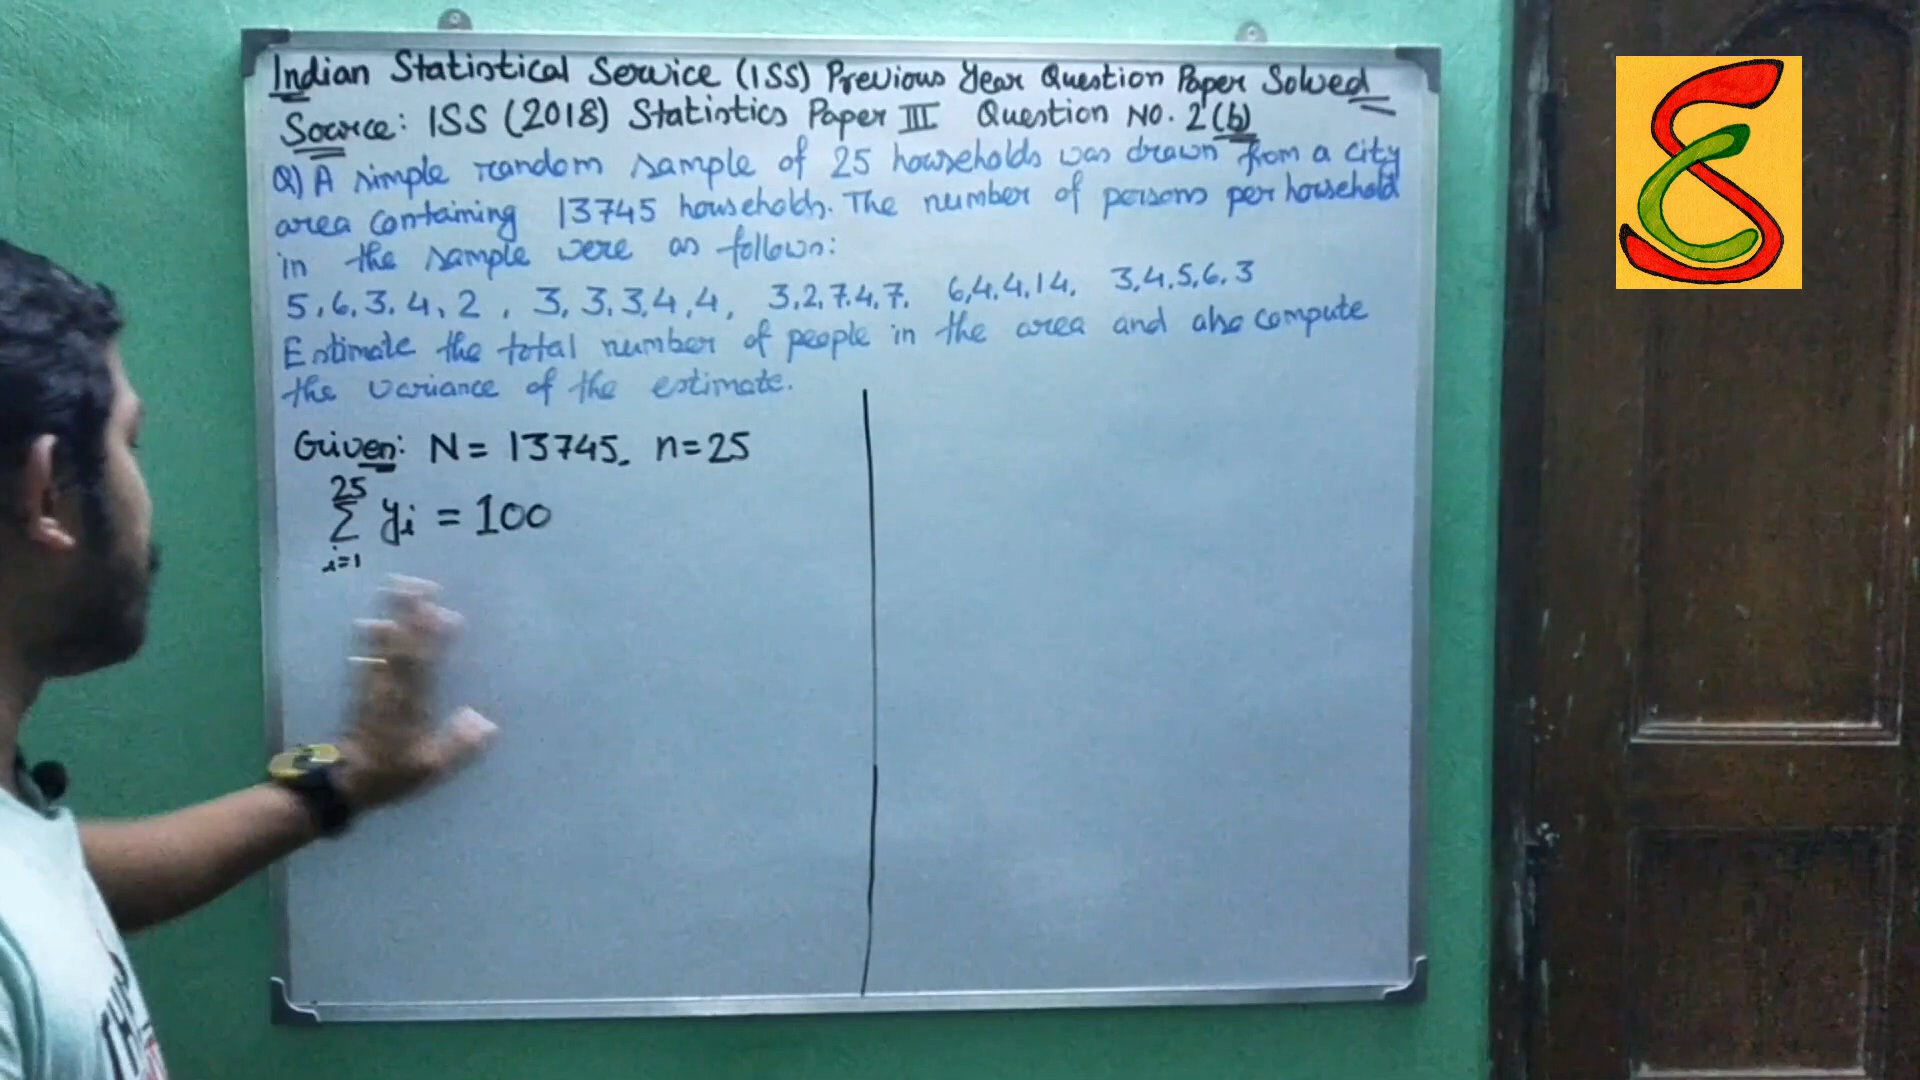 Indian Statistical Service (ISS) Previous Year Question Paper Solved
Source: ISS (2018) Statistics Paper III Question NO. 2(b)
Q) A simple random sample of 25 households was drawn from a city
area containing 13745 households. The number of persons per household
in the sample were as follows:
5, 6, 3, 4, 2, 3, 3, 3, 4, 4, 3, 2, 7, 4, 7, 6, 4, 4, 14, 3, 4, 5, 6, 3
Estimate the total number of people in the area and also compute
the variance of the estimate.
Given: N = 13745, n=25
25
Σ yi = 100
i=1